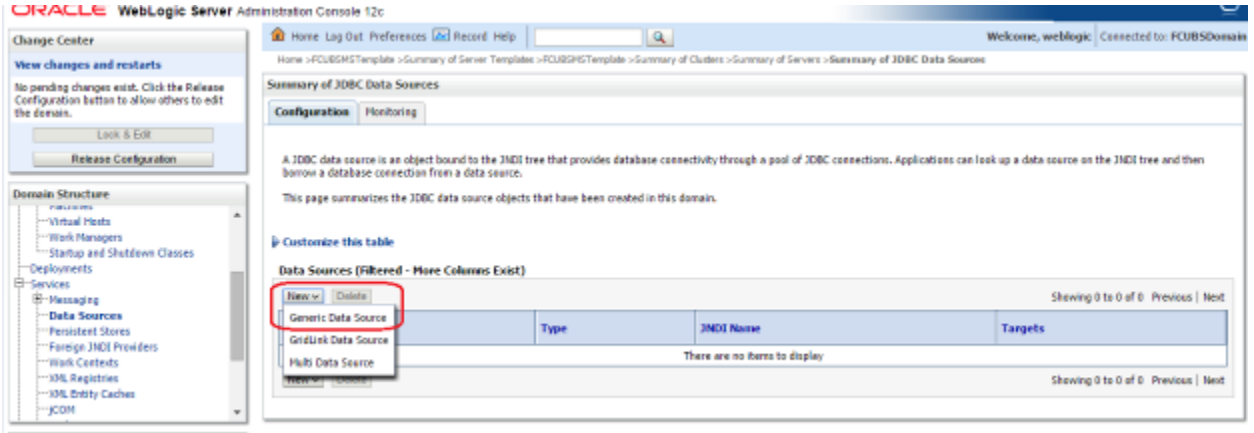 ORACLE WebLogic Server Administration Console 12c
Change Center
View changes and restarts
No pending changes exist. Click the Release
Configuration button to allow others to edit
the domain.
Lock & Edit
Release Configuration
Domain Structure
Machines
Virtual Hosts
Work Managers
Startup and Shutdown Classes
Deployments
Services
Messaging
Data Sources
Persistent Stores
Foreign JNDI Providers
Work Contexts
XML Registries
XML Entity Caches
jCOM
Home Log Out Preferences Record Help
Welcome, weblogic Connected to: FCUBSDomain
Home >FCUBSMSTemplate >Summary of Server Templates >FCUBSMSTemplate >Summary of Clusters >Summary of Servers >Summary of JDBC Data Sources
Summary of JDBC Data Sources
Configuration Monitoring
A JDBC data source is an object bound to the JNDI tree that provides database connectivity through a pool of JDBC connections. Applications can look up a data source on the JNDI tree and then
borrow a database connection from a data source.
This page summarizes the JDBC data source objects that have been created in this domain.
Customize this table
Data Sources (Filtered - More Columns Exist)
New Delete
Showing 0 to 0 of 0 Previous | Next
Generic Data Source
GridLink Data Source
Multi Data Source
Type JNDI Name Targets
There are no items to display
New Delete
Showing 0 to 0 of 0 Previous | Next